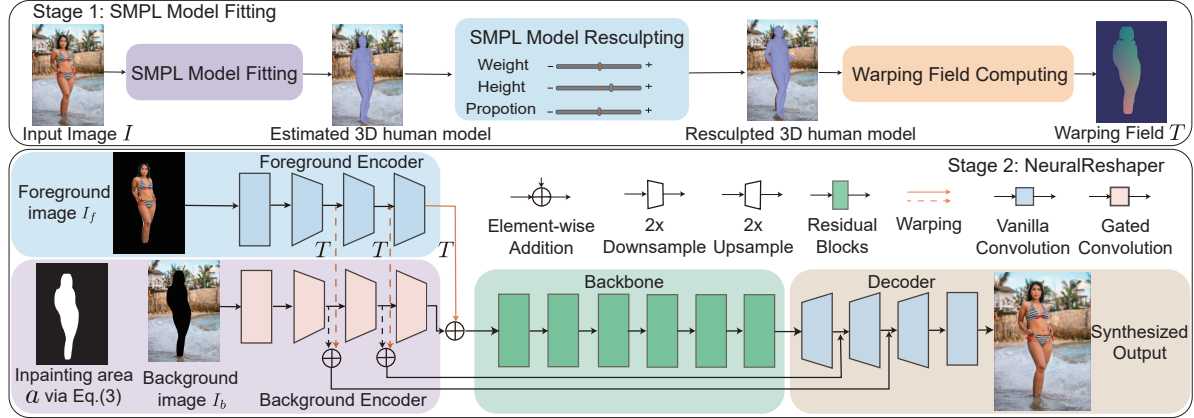 Stage 1: SMPL Model Fitting
SMPL Model Fitting
SMPL Model Resculpting
Weight - +
Height - +
Propotion - +
Warping Field Computing
Input Image I
Estimated 3D human model
Resculpted 3D human model
Warping Field T
Foreground Encoder
Stage 2: NeuralReshaper
Foreground
image I_f
Element-wise
Addition
2x
Downsample
2x
Upsample
Residual
Blocks
Warping
Vanilla
Convolution
Gated
Convolution
T
T
T
Backbone
Decoder
Inpainting area
a via Eq.(3)
Background
image I_b
Background Encoder
Synthesized
Output